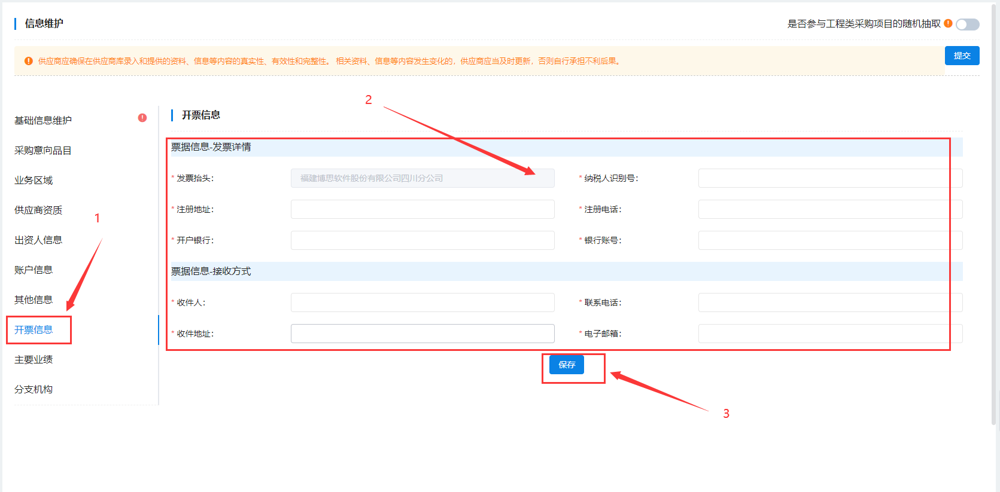 信息维护
是否参与工程类采购项目的随机抽取
供应商应确保在供应商库录入和提供的资料、信息等内容的真实性、有效性和完整性。 相关资料、信息等内容发生变化的，供应商应当及时更新，否则自行承担不利后果。
提交
基础信息维护
采购意向品目
业务区域
供应商资质
出资人信息
账户信息
其他信息
开票信息
主要业绩
分支机构
1
2
开票信息
票据信息-发票详情
* 发票抬头： 福建博思软件股份有限公司四川分公司 * 纳税人识别号：
* 注册地址： * 注册电话：
* 开户银行： * 银行账号：
票据信息-接收方式
* 收件人： * 联系电话：
* 收件地址： * 电子邮箱：
保存
3